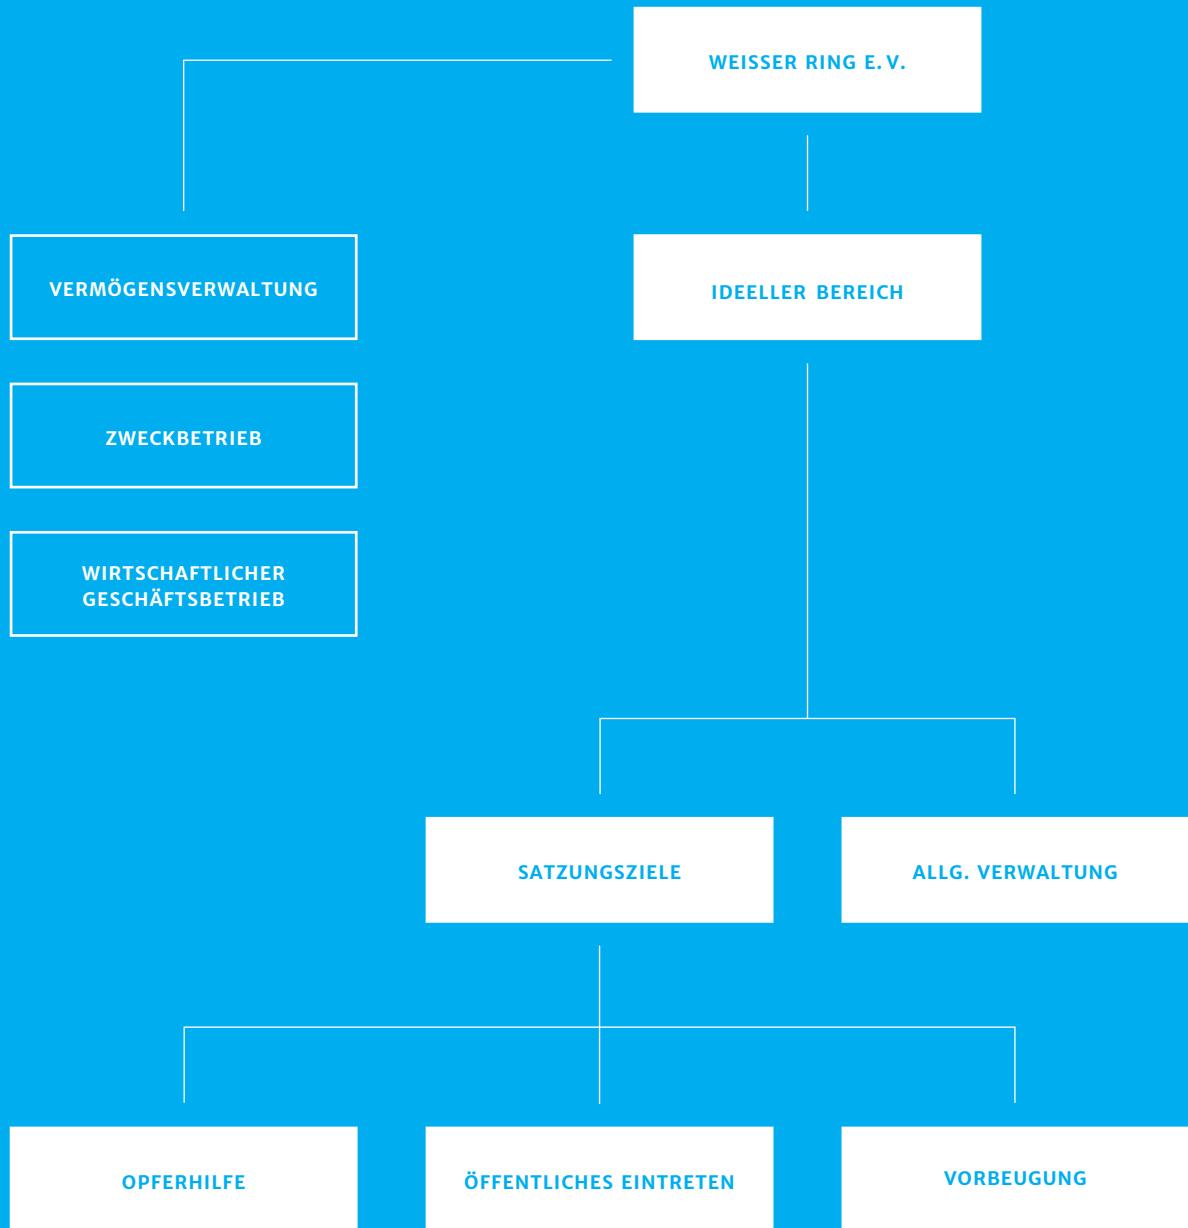 WEISSER RING E. V.
VERMÖGENSVERWALTUNG
IDEELLER BEREICH
ZWECKBETRIEB
WIRTSCHAFTLICHER
GESCHÄFTSBETRIEB
SATZUNGSZIELE
ALLG. VERWALTUNG
OPFERHILFE
ÖFFENTLICHES EINTRETEN
VORBEUGUNG